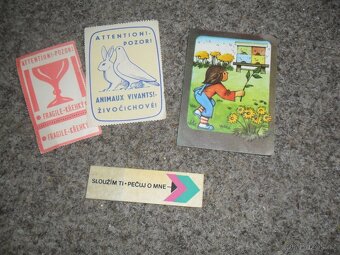 ATTENTION!-POZOR!
FRAGILE-KŘEHKÉ!
FRAGILE-KŘEHKÉ!
ATTENTION!-
POZOR!
ANIMAUX VIVANTS!-
ŽIVOČICHOVÉ!
SLOUŽÍM TI - PEČUJ O MNE